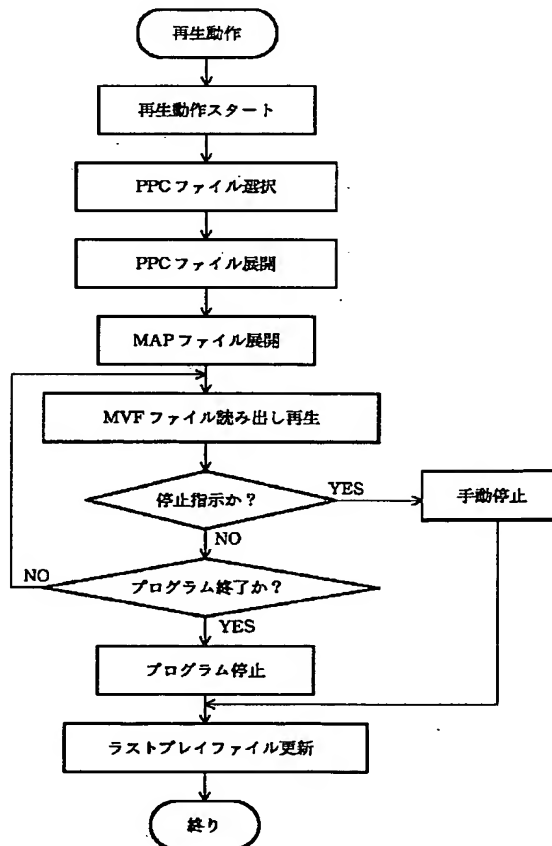 再生動作
再生動作スタート
PPCファイル選択
PPCファイル展開
MAPファイル展開
MVFファイル読み出し再生
停止指示か？
YES
手動停止
NO
NO
プログラム終了か？
YES
プログラム停止
ラストプレイファイル更新
終り